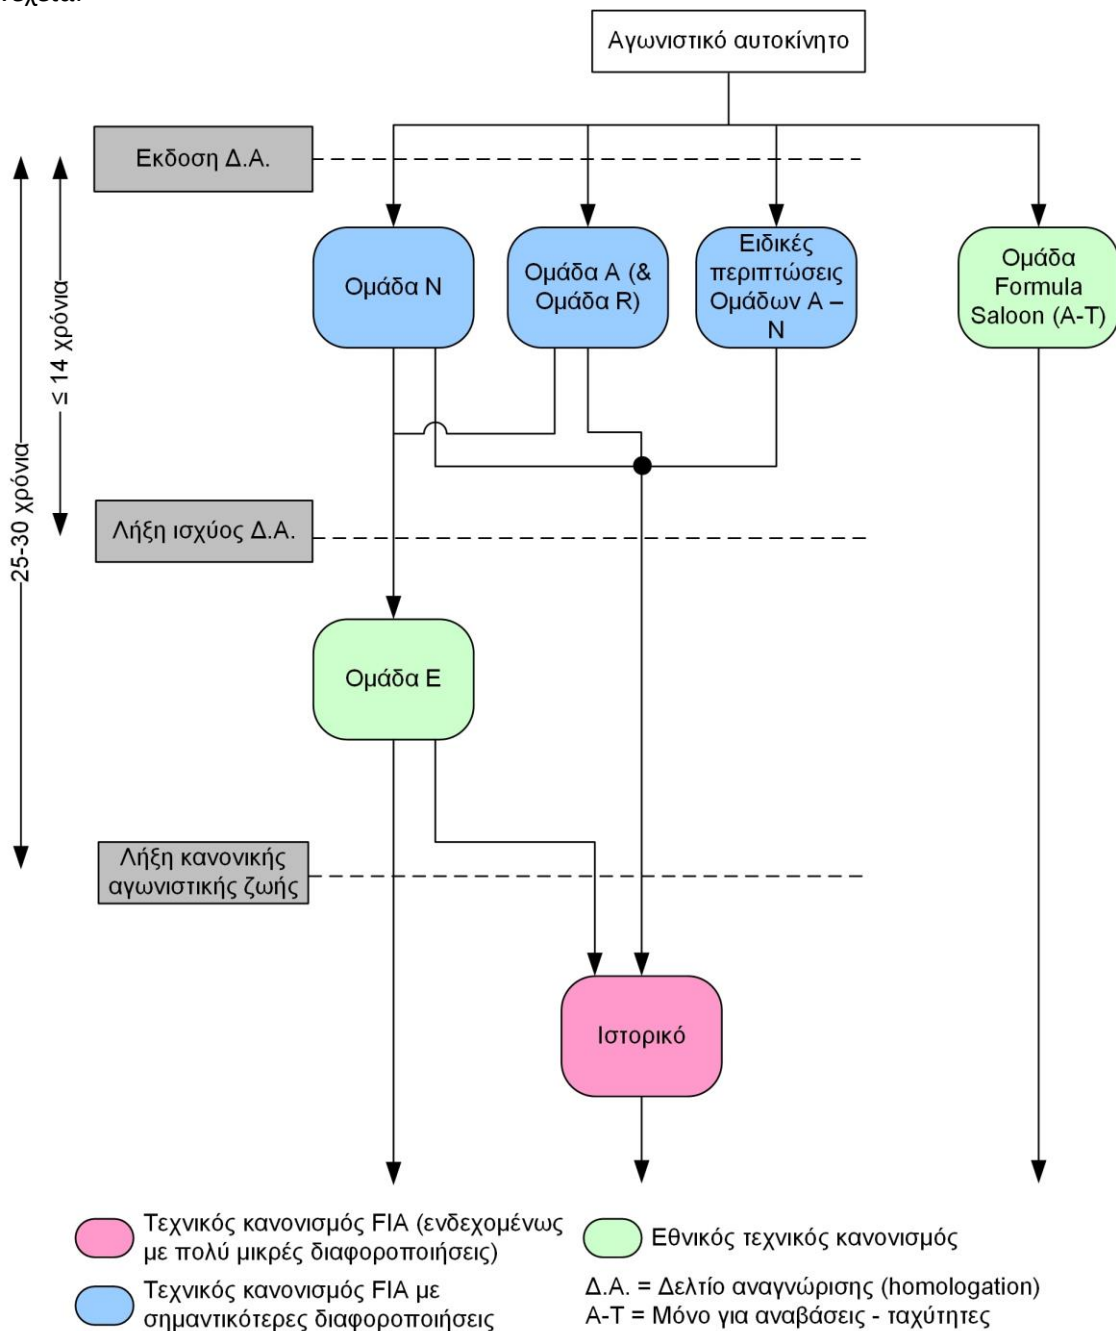 Αγωνιστικό αυτοκίνητο
Εκδοση Δ.Α.
Ομάδα Ν
Ομάδα Α (&
Ομάδα R)
Ειδικές
περιπτώσεις
Ομάδων Α –
Ν
Ομάδα
Formula
Saloon (Α-Τ)
≤ 14 χρόνια
25-30 χρόνια
Λήξη ισχύος Δ.Α.
Ομάδα Ε
Λήξη κανονικής
αγωνιστικής ζωής
Ιστορικό
Τεχνικός κανονισμός FIA (ενδεχομένως
με πολύ μικρές διαφοροποιήσεις)
Τεχνικός κανονισμός FIA με
σημαντικότερες διαφοροποιήσεις
Εθνικός τεχνικός κανονισμός
Δ.Α. = Δελτίο αναγνώρισης (homologation)
Α-Τ = Μόνο για αναβάσεις - ταχύτητες